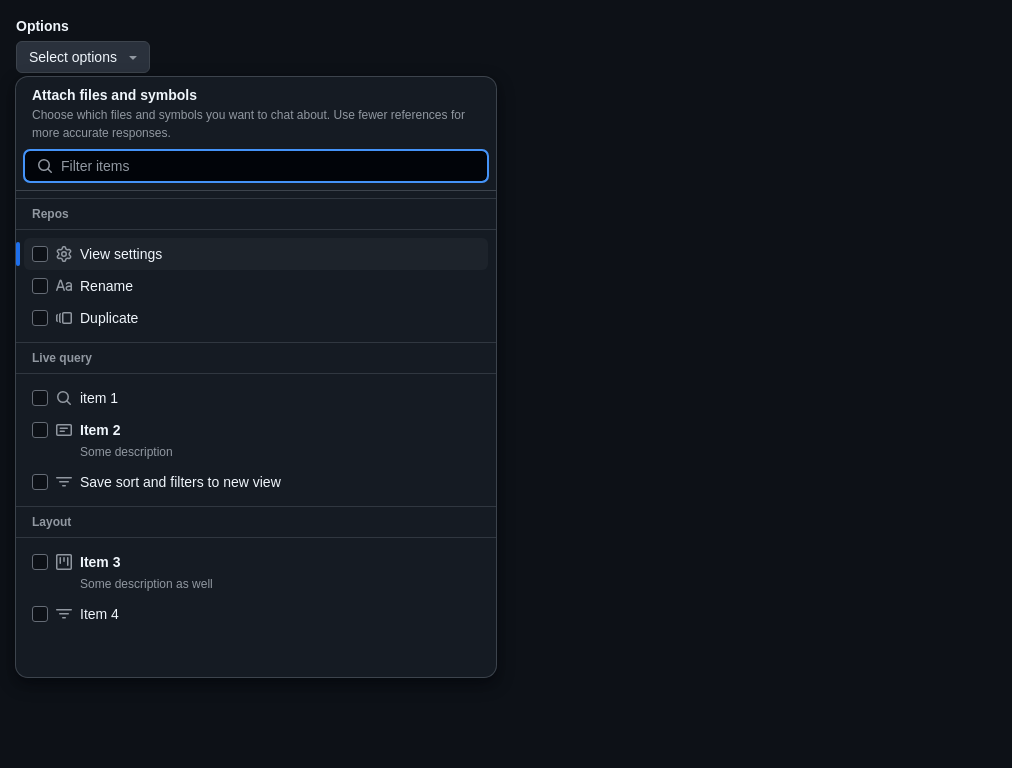 Options
Select options
Attach files and symbols
Choose which files and symbols you want to chat about. Use fewer references for
more accurate responses.
Filter items
Repos
View settings
Rename
Duplicate
Live query
item 1
Item 2
Some description
Save sort and filters to new view
Layout
Item 3
Some description as well
Item 4